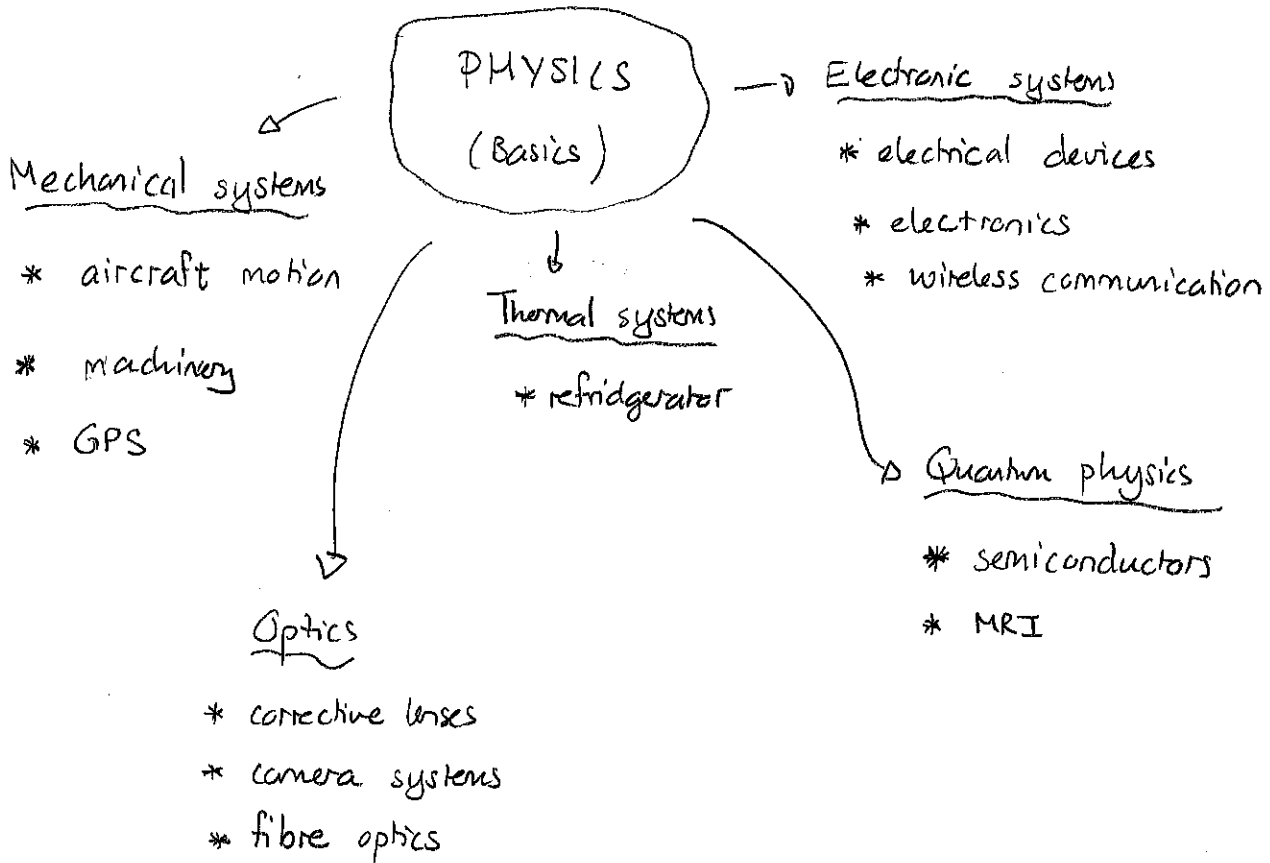 PHYSICS
(Basics)
Mechanical systems
* aircraft motion
* machinery
* GPS
Optics
* corrective lenses
* camera systems
* fibre optics
Thermal systems
* refridgerator
Electronic systems
* electrical devices
* electronics
* wireless communication
Quantum physics
* semiconductors
* MRI